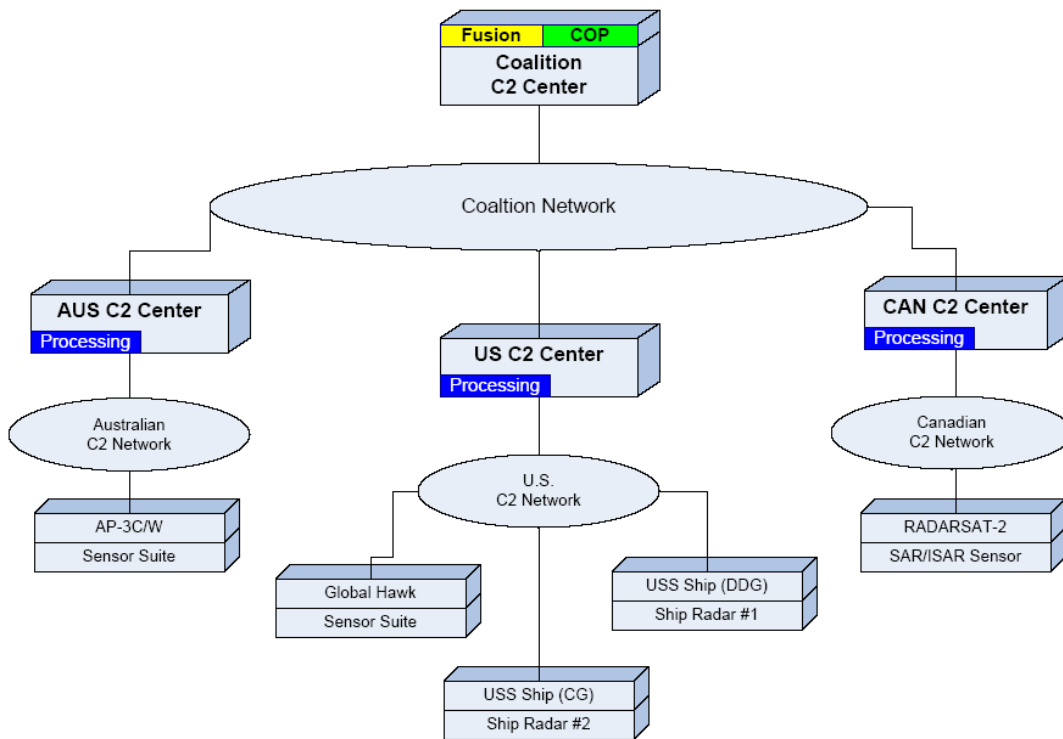 Fusion COP
Coalition
C2 Center
Coaltion Network
AUS C2 Center
Processing
US C2 Center
Processing
CAN C2 Center
Processing
Australian
C2 Network
U.S.
C2 Network
Canadian
C2 Network
AP-3C/W
Sensor Suite
Global Hawk
Sensor Suite
USS Ship (CG)
Ship Radar #2
USS Ship (DDG)
Ship Radar #1
RADARSAT-2
SAR/ISAR Sensor